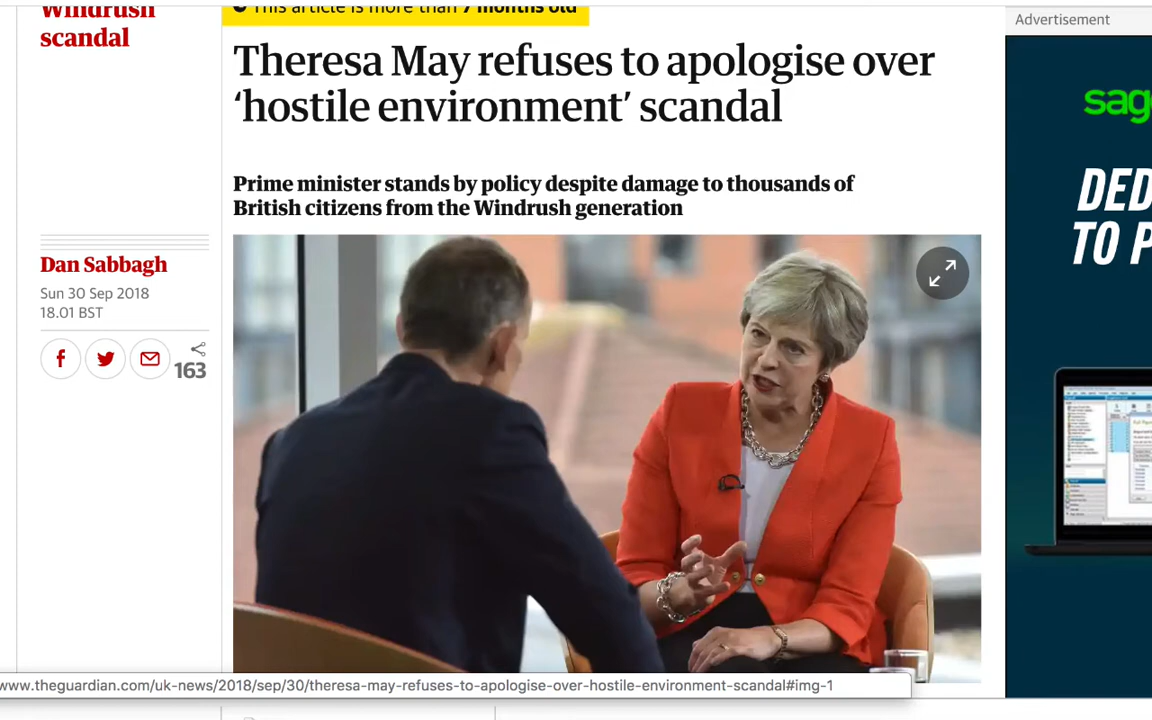 Windrush
scandal
This article is more than 7 months old
Advertisement
Theresa May refuses to apologise over
‘hostile environment’ scandal
Prime minister stands by policy despite damage to thousands of
British citizens from the Windrush generation
Dan Sabbagh
Sun 30 Sep 2018
18.01 BST
163
sage
DED
TO P
www.theguardian.com/uk-news/2018/sep/30/theresa-may-refuses-to-apologise-over-hostile-environment-scandal#img-1